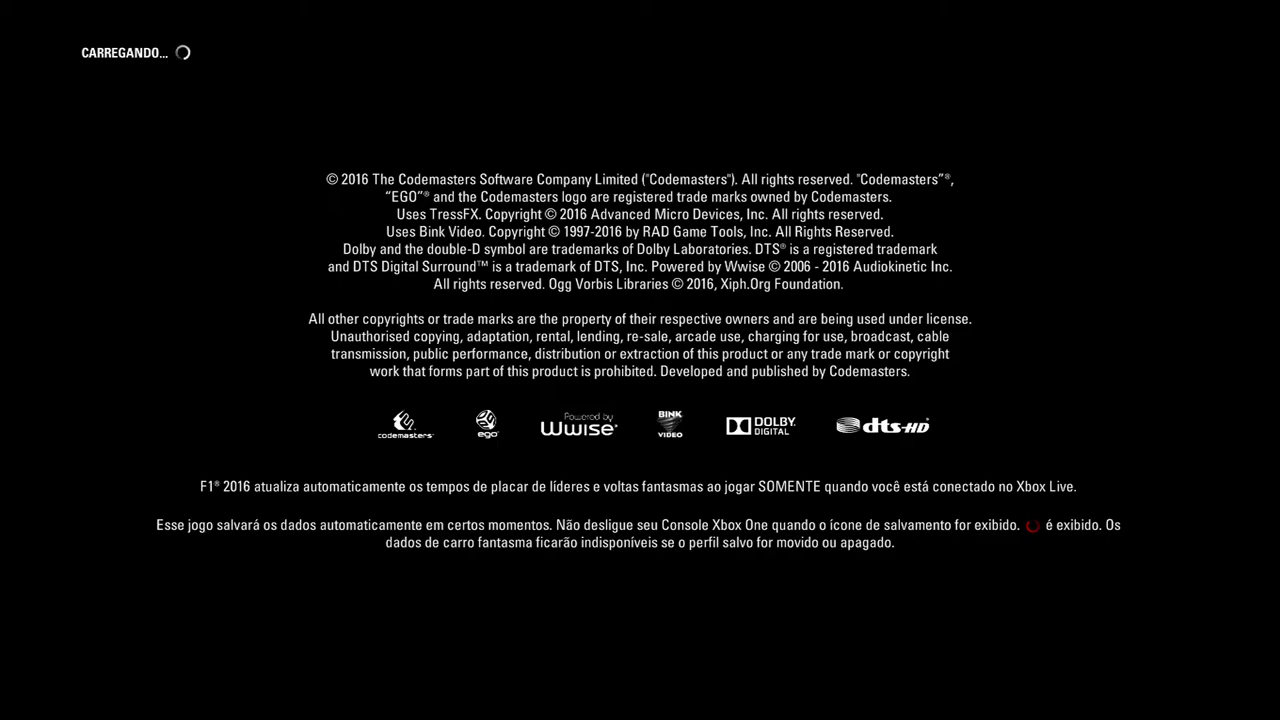 CARREGANDO...
© 2016 The Codemasters Software Company Limited ("Codemasters"). All rights reserved. "Codemasters”®,
“EGO”® and the Codemasters logo are registered trade marks owned by Codemasters.
Uses TressFX. Copyright © 2016 Advanced Micro Devices, Inc. All rights reserved.
Uses Bink Video. Copyright © 1997-2016 by RAD Game Tools, Inc. All Rights Reserved.
Dolby and the double-D symbol are trademarks of Dolby Laboratories. DTS® is a registered trademark
and DTS Digital Surround™ is a trademark of DTS, Inc. Powered by Wwise © 2006 - 2016 Audiokinetic Inc.
All rights reserved. Ogg Vorbis Libraries © 2016, Xiph.Org Foundation.
All other copyrights or trade marks are the property of their respective owners and are being used under license.
Unauthorised copying, adaptation, rental, lending, re-sale, arcade use, charging for use, broadcast, cable
transmission, public performance, distribution or extraction of this product or any trade mark or copyright
work that forms part of this product is prohibited. Developed and published by Codemasters.
codemasters® ego® Powered by Wwise® BINK VIDEO DOLBY DIGITAL dts-HD®
F1® 2016 atualiza automaticamente os tempos de placar de líderes e voltas fantasmas ao jogar SOMENTE quando você está conectado no Xbox Live.
Esse jogo salvará os dados automaticamente em certos momentos. Não desligue seu Console Xbox One quando o ícone de salvamento for exibido. é exibido. Os
dados de carro fantasma ficarão indisponíveis se o perfil salvo for movido ou apagado.